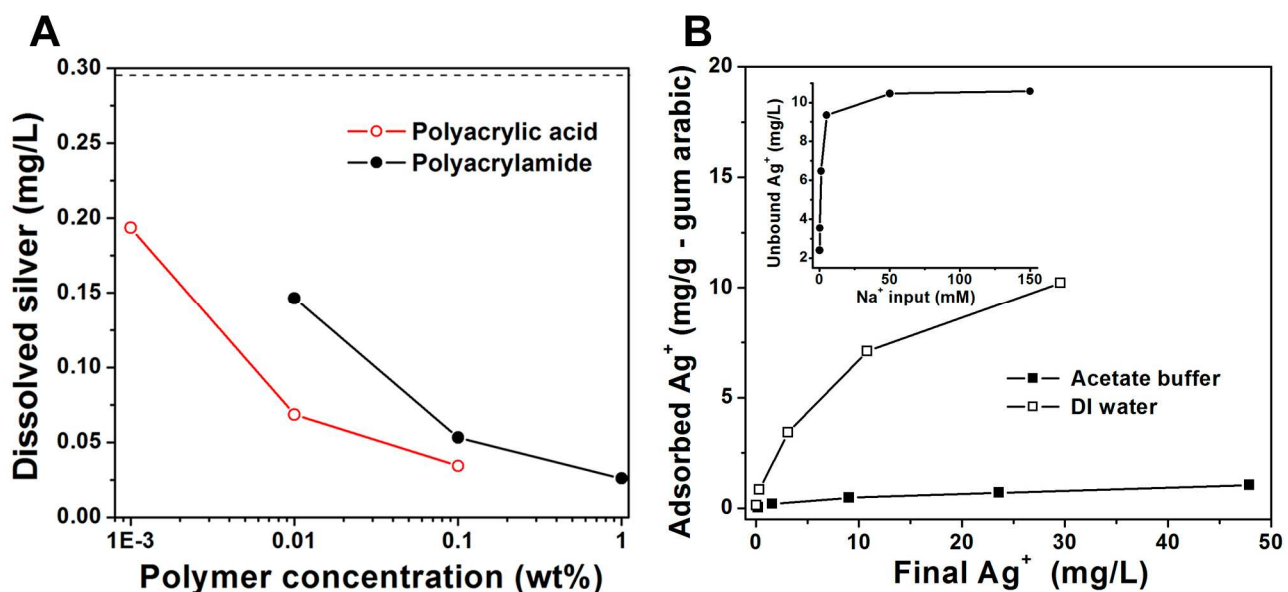 A
0.30
0.25
0.20
0.15
0.10
0.05
0.00
1E-3
0.01
0.1
1
Dissolved silver (mg/L)
Polymer concentration (wt%)
Polyacrylic acid
Polyacrylamide
B
20
15
10
5
0
0
10
20
30
40
50
Adsorbed Ag⁺ (mg/g - gum arabic)
Final Ag⁺ (mg/L)
Acetate buffer
DI water
10
8
6
4
2
0
50
100
150
Unbound Ag⁺ (mg/L)
Na⁺ input (mM)